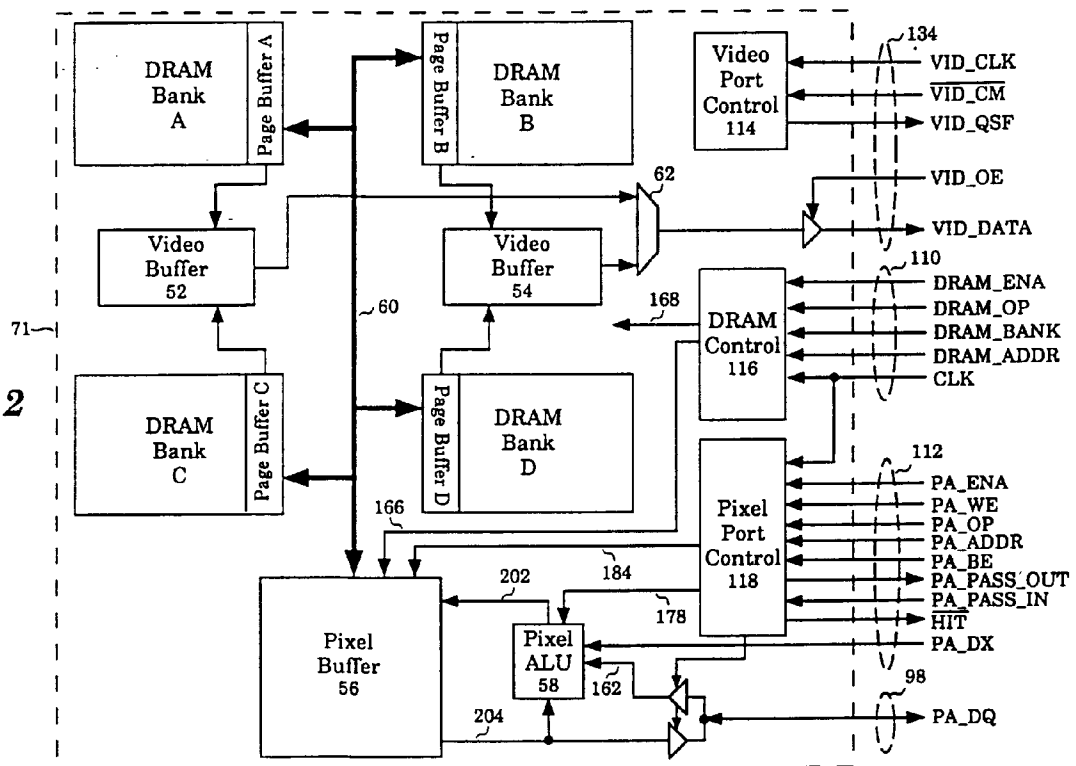 DRAM
Bank
A
Page Buffer A
Page Buffer B
DRAM
Bank
B
Video
Port
Control
114
134
VID_CLK
VID_CM
VID_QSF
VID_OE
VID_DATA
62
Video
Buffer
52
Video
Buffer
54
110
DRAM_ENA
DRAM_OP
DRAM_BANK
DRAM_ADDR
CLK
168
DRAM
Control
116
71
60
2
DRAM
Bank
C
Page Buffer C
Page Buffer D
DRAM
Bank
D
112
PA_ENA
PA_WE
PA_OP
PA_ADDR
PA_BE
PA_PASS_OUT
PA_PASS_IN
HIT
PA_DX
Pixel
Port
Control
118
166
184
202
178
Pixel
Buffer
56
Pixel
ALU
58
162
204
98
PA_DQ